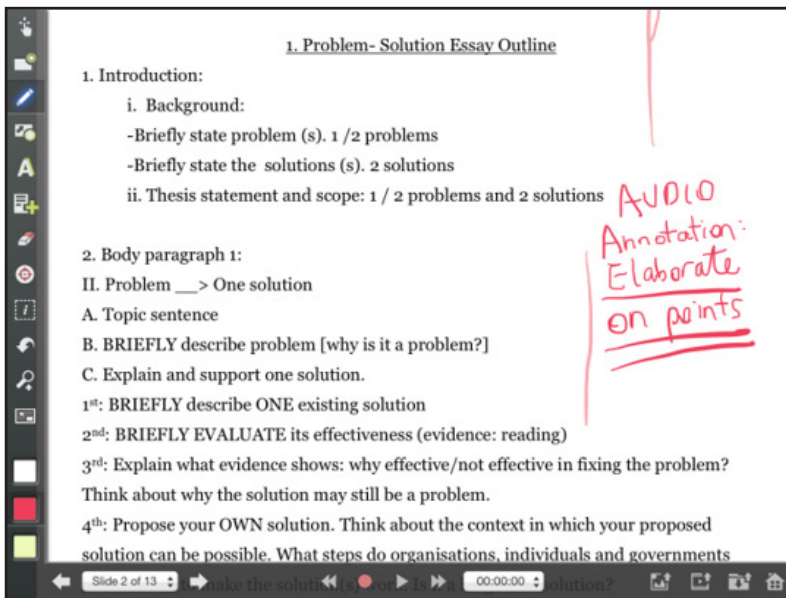 1. Problem- Solution Essay Outline
1. Introduction:
i. Background:
-Briefly state problem (s). 1 /2 problems
-Briefly state the solutions (s). 2 solutions
ii. Thesis statement and scope: 1 / 2 problems and 2 solutions
AUDIO
Annotation:
Elaborate
on points
2. Body paragraph 1:
II. Problem __> One solution
A. Topic sentence
B. BRIEFLY describe problem [why is it a problem?]
C. Explain and support one solution.
1st: BRIEFLY describe ONE existing solution
2nd: BRIEFLY EVALUATE its effectiveness (evidence: reading)
3rd: Explain what evidence shows: why effective/not effective in fixing the problem?
Think about why the solution may still be a problem.
4th: Propose your OWN solution. Think about the context in which your proposed
solution can be possible. What steps do organisations, individuals and governments
make the solution(s) solution?
Slide 2 of 13
00:00:00